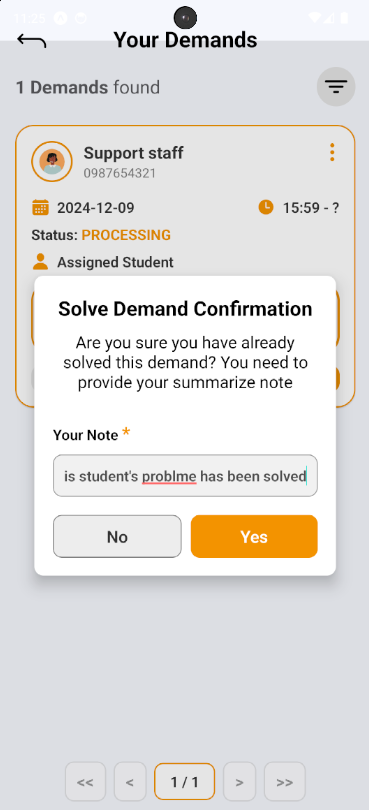 11:25
Your Demands
1 Demands found
Support staff
0987654321
2024-12-09
15:59 - ?
Status: PROCESSING
Assigned Student
Solve Demand Confirmation
Are you sure you have already
solved this demand? You need to
provide your summarize note
Your Note *
is student's problme has been solved
No
Yes
<<
<
1 / 1
>
>>